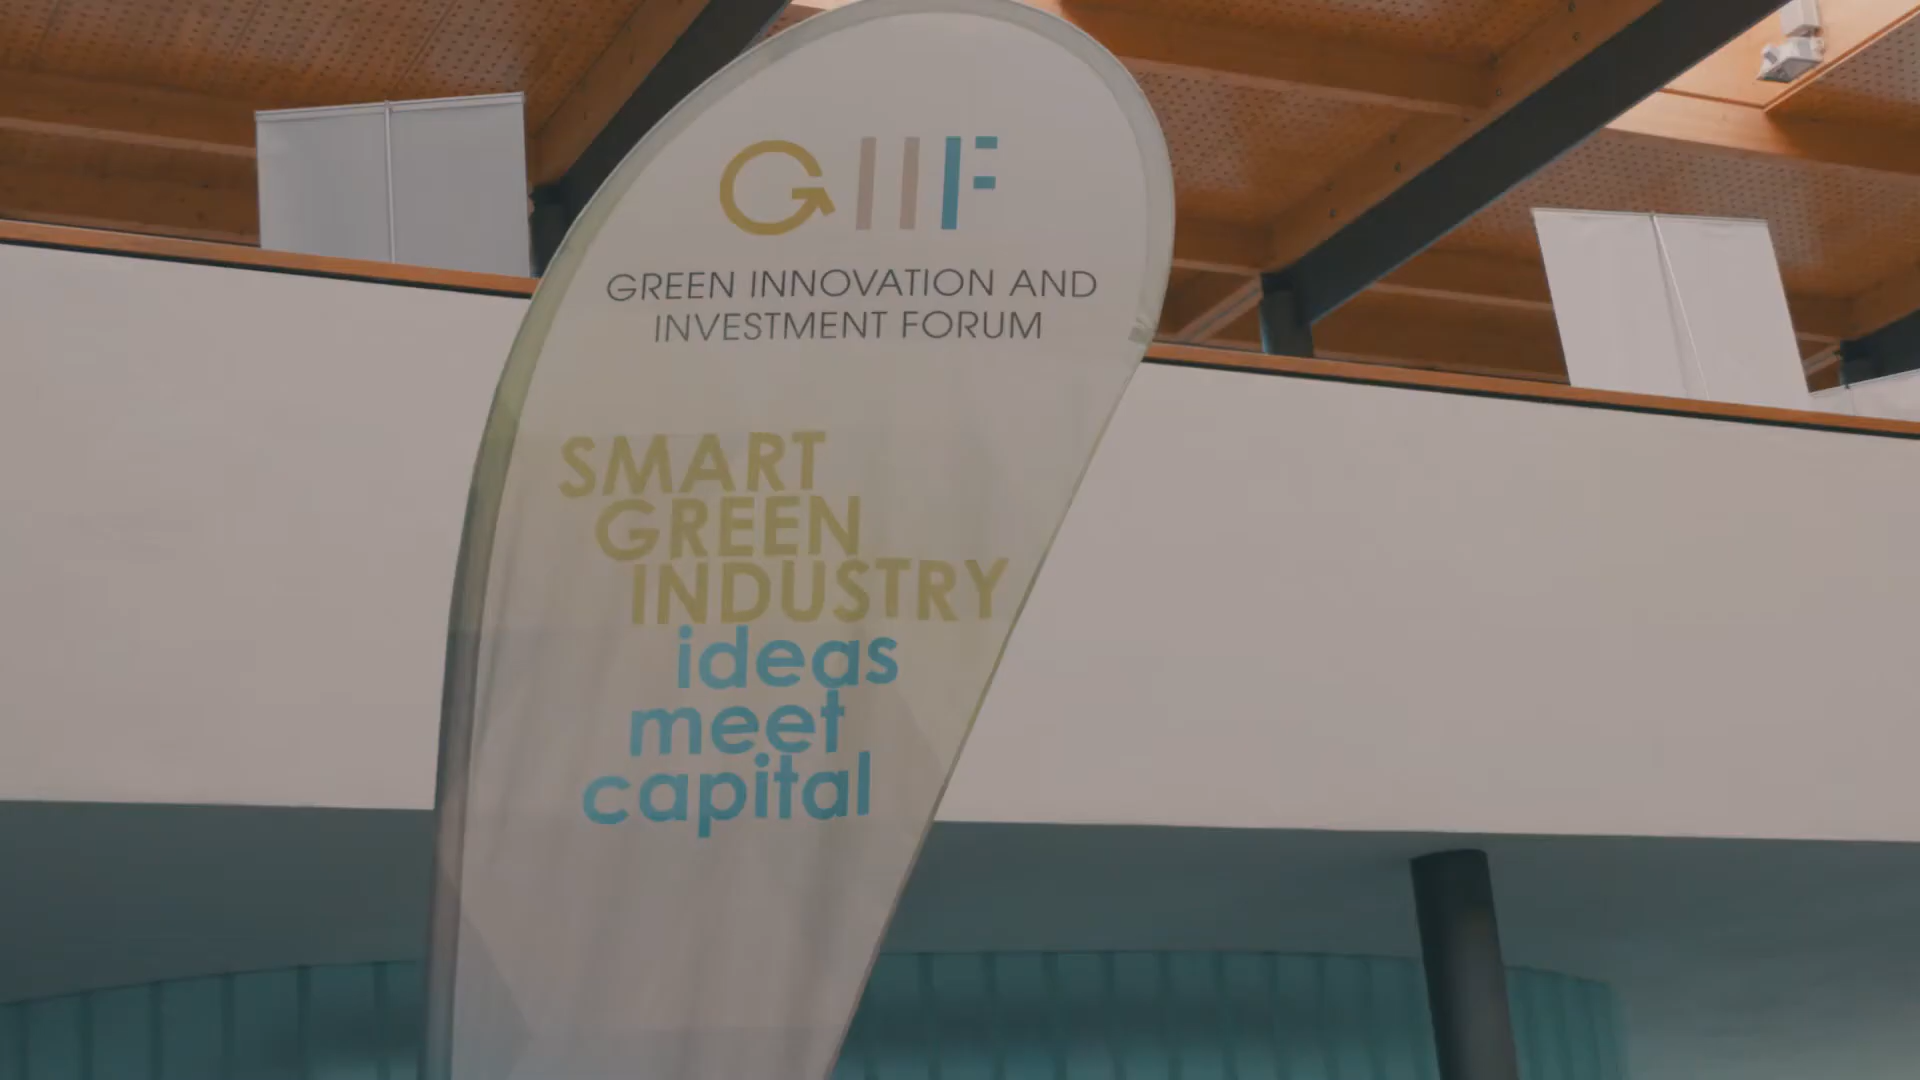 GIIF
GREEN INNOVATION AND
INVESTMENT FORUM
SMART
GREEN
INDUSTRY
ideas
meet
capital